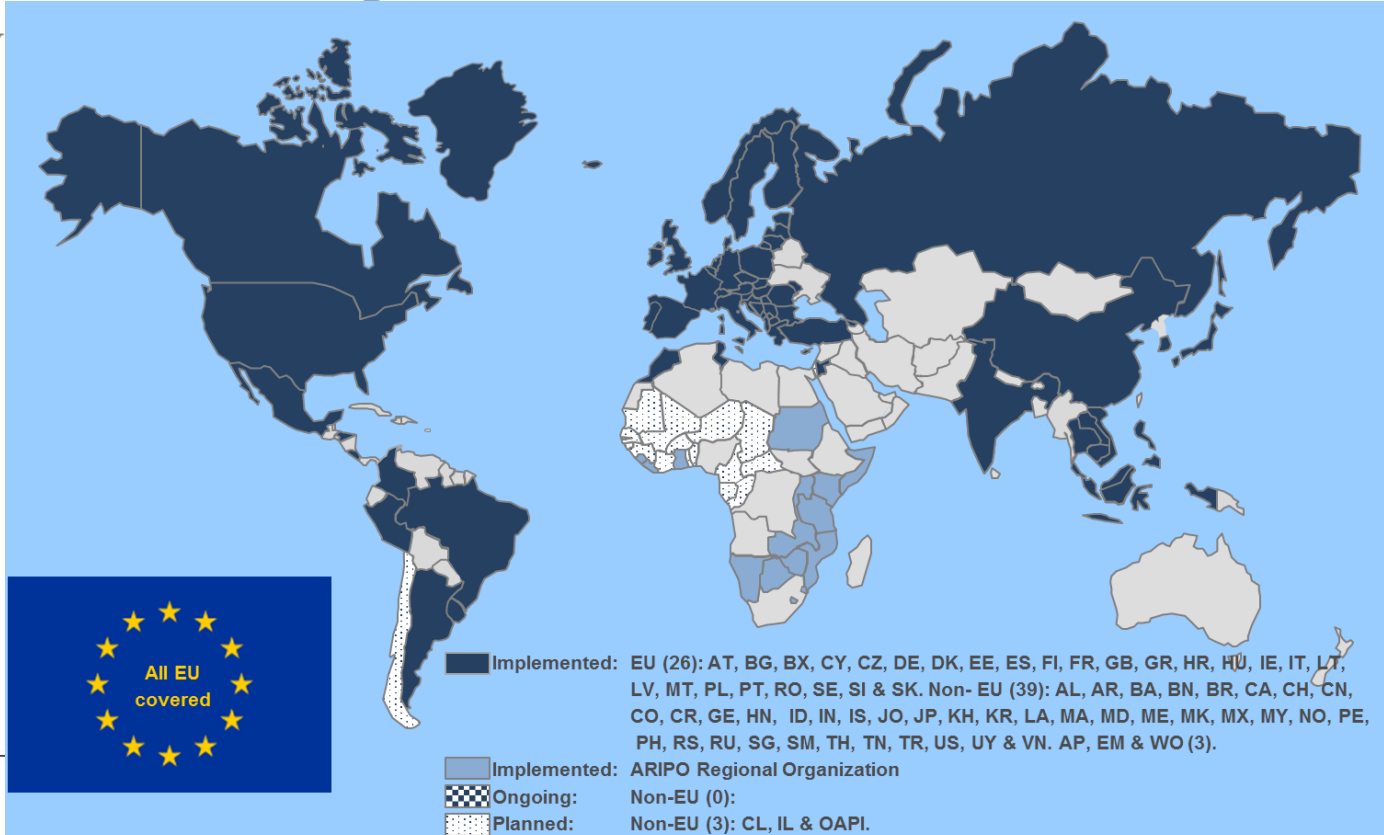 All EU
covered
Implemented: EU (26): AT, BG, BX, CY, CZ, DE, DK, EE, ES, FI, FR, GB, GR, HR, HU, IE, IT, LT,
LV, MT, PL, PT, RO, SE, SI & SK. Non- EU (39): AL, AR, BA, BN, BR, CA, CH, CN,
CO, CR, GE, HN, ID, IN, IS, JO, JP, KH, KR, LA, MA, MD, ME, MK, MX, MY, NO, PE,
PH, RS, RU, SG, SM, TH, TN, TR, US, UY & VN. AP, EM & WO (3).
Implemented: ARIPO Regional Organization
Ongoing: Non-EU (0):
Planned: Non-EU (3): CL, IL & OAPI.